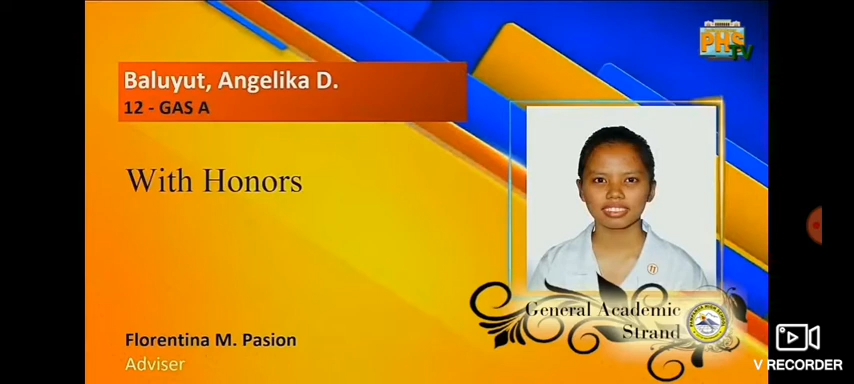 PHS
TV
Baluyut, Angelika D.
12 - GAS A
With Honors
General Academic
Strand
Florentina M. Pasion
Adviser
V RECORDER